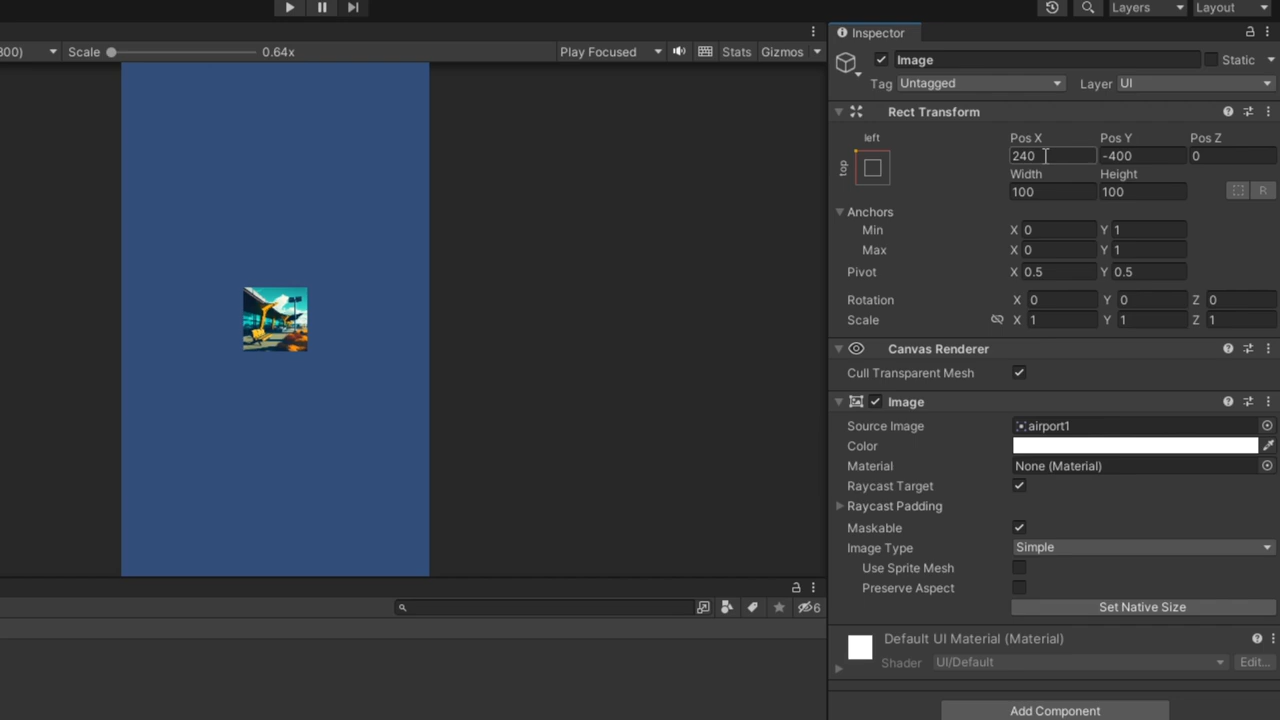 Layers
Layout
Inspector
300)
Scale
0.64x
Play Focused
Stats
Gizmos
Image
Static
Tag
Untagged
Layer
UI
Rect Transform
left
Pos X
Pos Y
Pos Z
top
240
-400
0
Width
Height
100
100
R
Anchors
Min
X 0
Y 1
Max
X 0
Y 1
Pivot
X 0.5
Y 0.5
Rotation
X 0
Y 0
Z 0
Scale
X 1
Y 1
Z 1
Canvas Renderer
Cull Transparent Mesh
Image
Source Image
airport1
Color
Material
None (Material)
Raycast Target
Raycast Padding
Maskable
Image Type
Simple
Use Sprite Mesh
Preserve Aspect
6
Set Native Size
Default UI Material (Material)
Shader
UI/Default
Edit...
Add Component